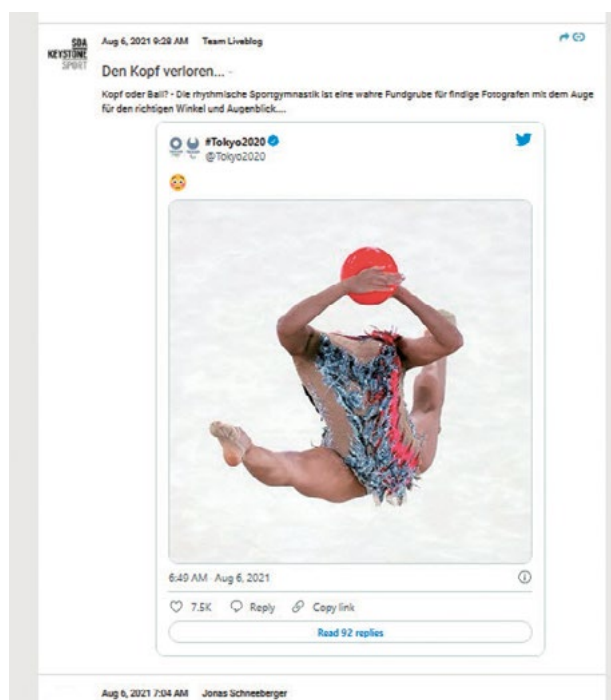 SDA
KEYSTONE
SPORT
Aug 6, 2021 9:28 AM Team Liveblog
Den Kopf verloren...
Kopf oder Ball? - Die rhythmische Sportgymnastik ist eine wahre Fundgrube für findige Fotografen mit dem Auge
für den richtigen Winkel und Augenblick....
#Tokyo2020
@Tokyo2020
6:49 AM · Aug 6, 2021
7.5K Reply Copy link
Read 92 replies
Aug 6, 2021 7:04 AM Jonas Schneeberger